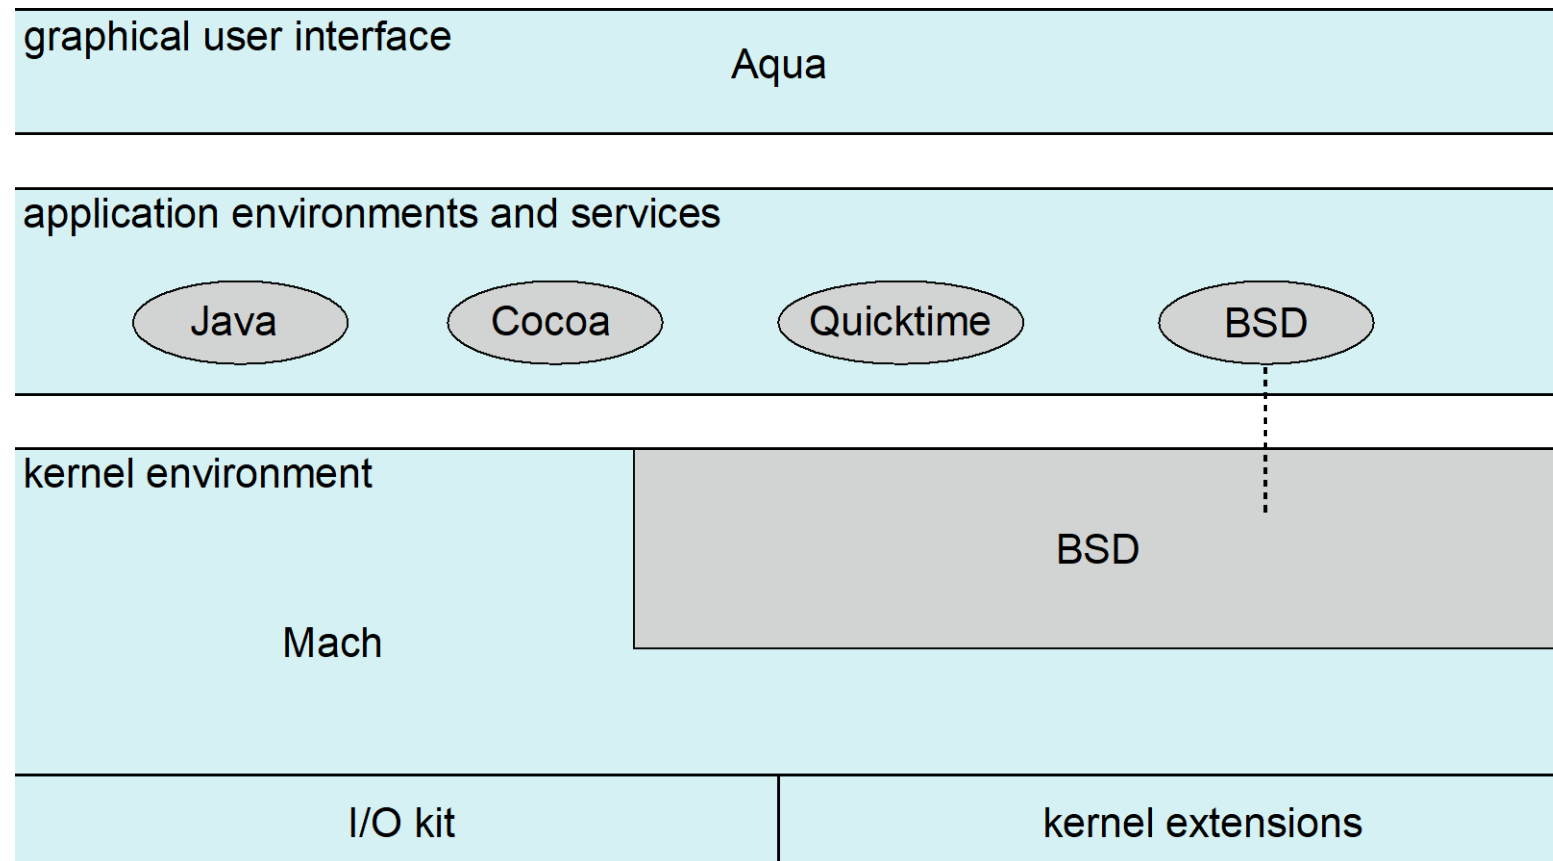 graphical user interface
Aqua
application environments and services
Java
Cocoa
Quicktime
BSD
kernel environment
BSD
Mach
I/O kit
kernel extensions